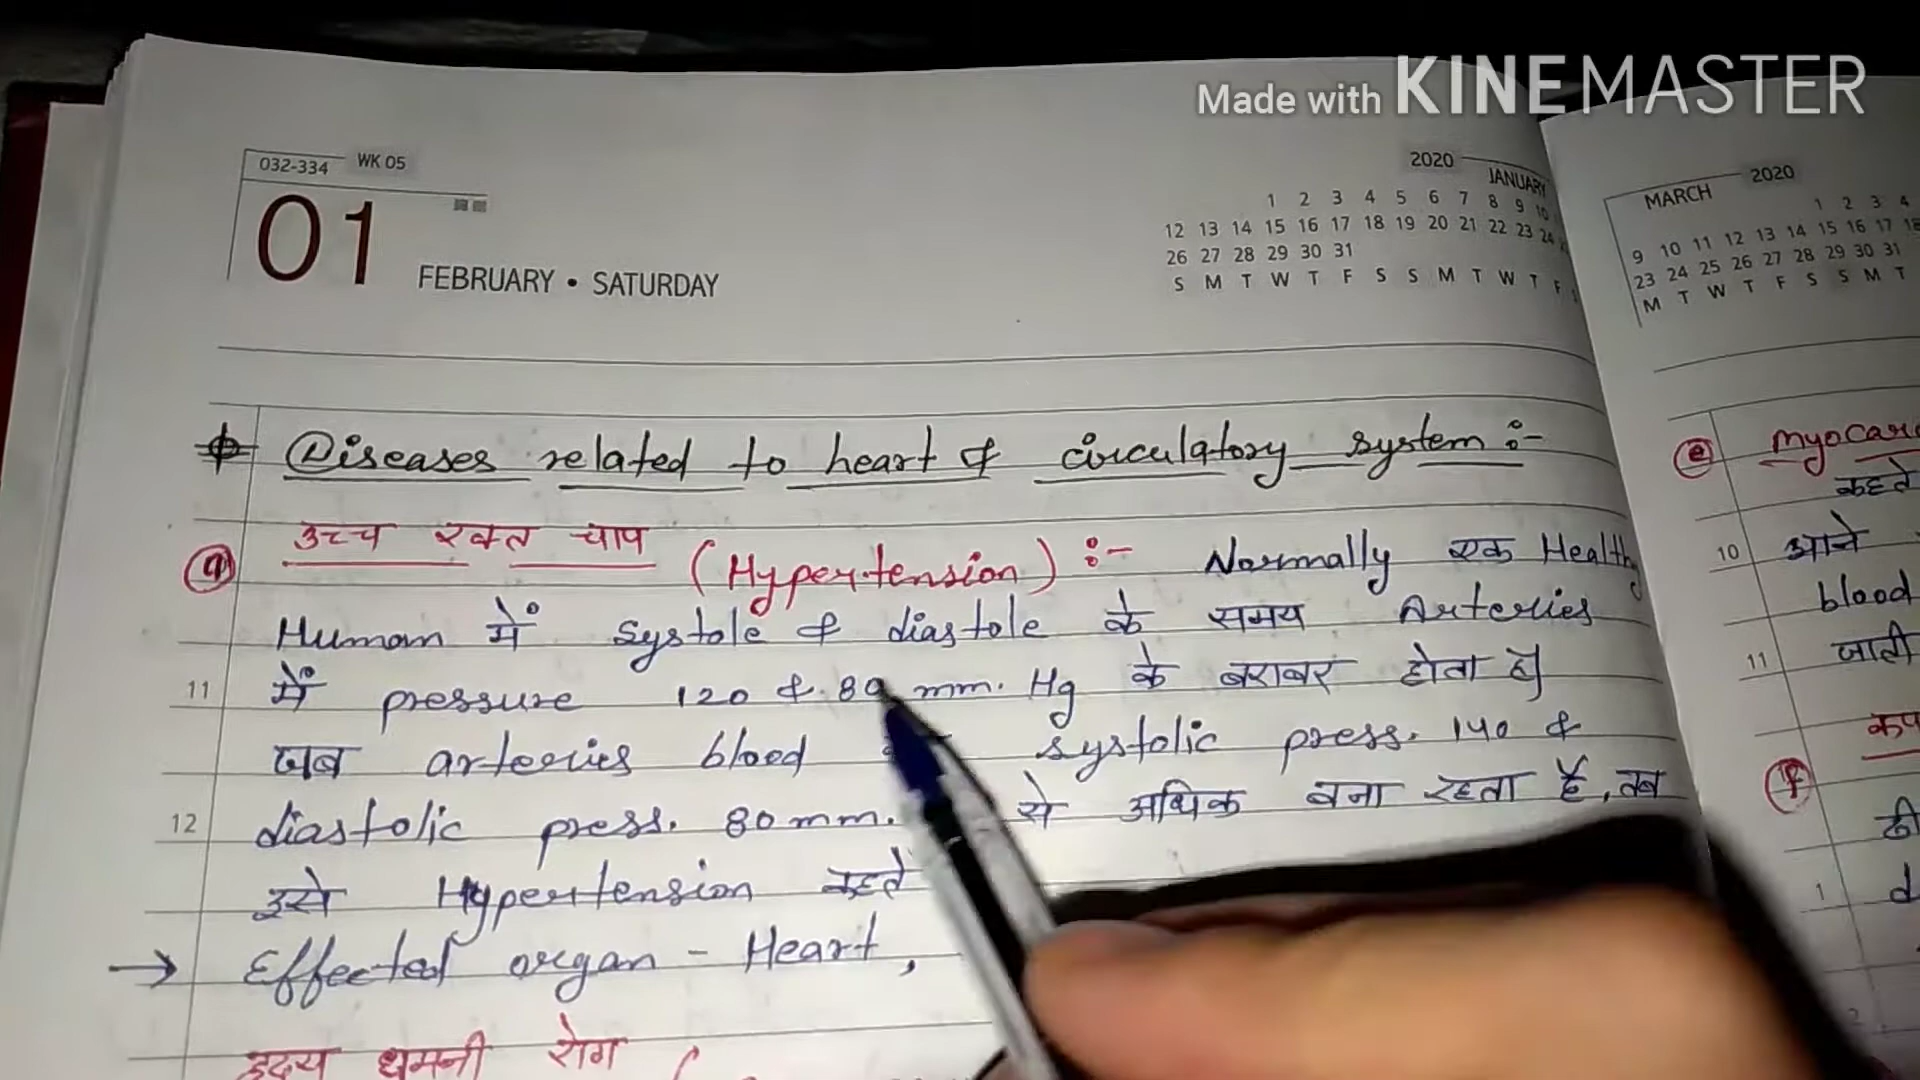 Made with KINEMASTER
032-334 WK 05
01
FEBRUARY • SATURDAY
2020
JANUARY
1 2 3 4 5 6 7 8 9 10
12 13 14 15 16 17 18 19 20 21 22 23 24
26 27 28 29 30 31
S M T W T F S S M T W T F
MARCH 2020
1 2 3 4
9 10 11 12 13 14 15 16 17 18
23 24 25 26 27 28 29 30 31
M T W T F S S M T
Diseases related to heart & circulatory system :-
a उच्च रक्त चाप (Hypertension) :- Normally एक Healthy
Human में systole & diastole के समय Arteries
11 में pressure 120 & 80 mm. Hg के बराबर होता है|
जब arteries blood systolic press. 140 &
12 diastolic press. 80 mm. से अधिक बना रहता है, तब
इसे Hypertension कहते
→ Effected organ - Heart,
हृदय धमनी रोग (
e Myocar
कहते
10 आने
blood
11 जाती
f
1